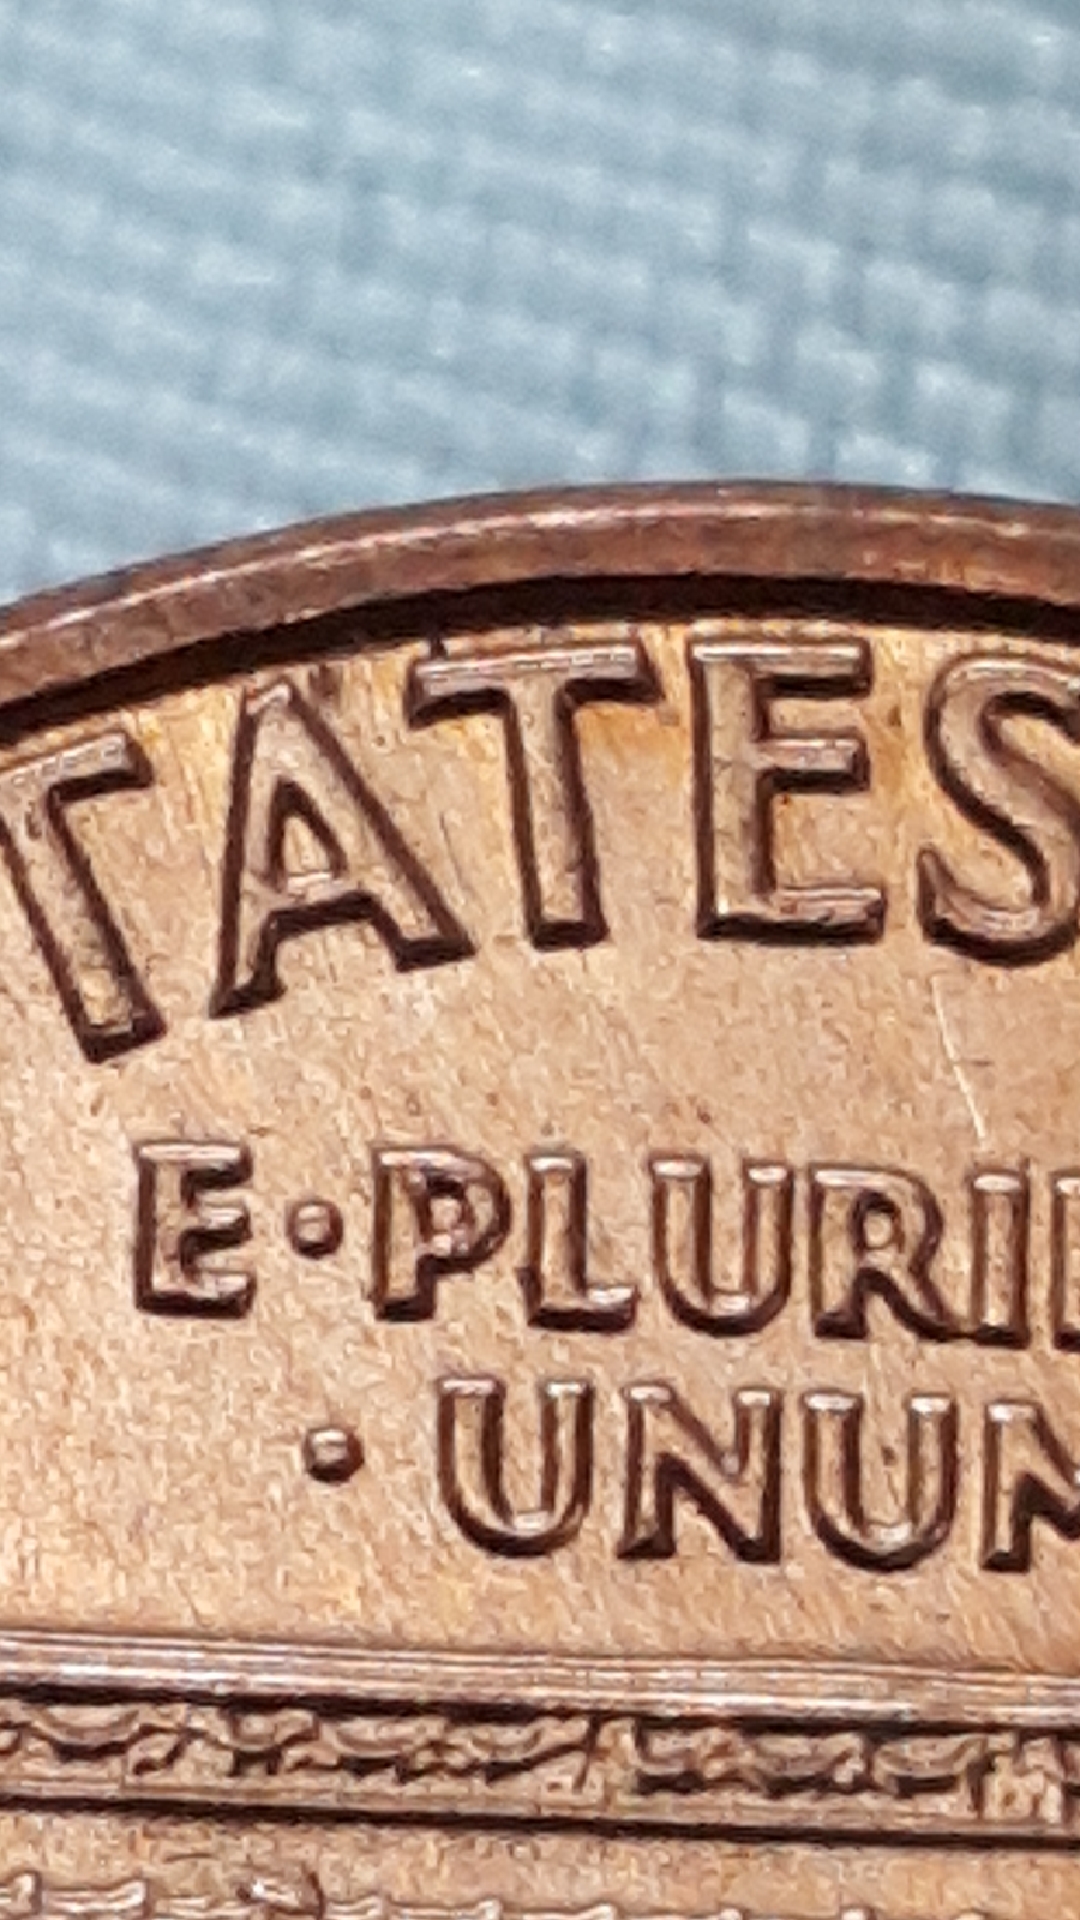 TATES
E·PLURI
· UNUM